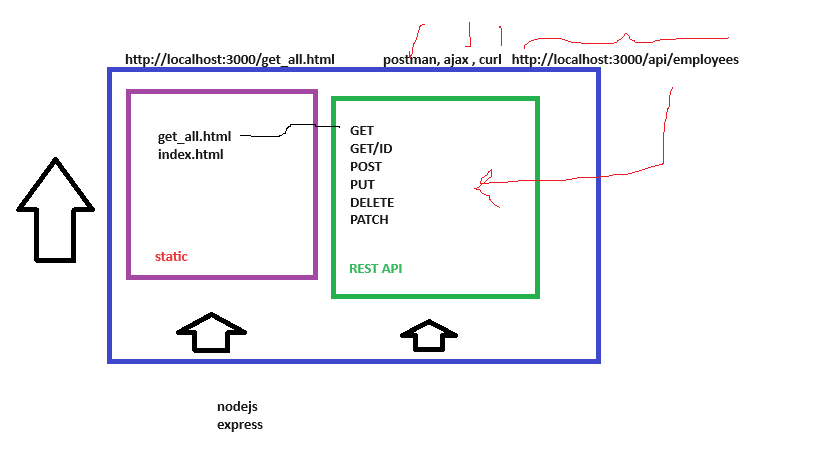 http://localhost:3000/get_all.html
postman, ajax , curl
http://localhost:3000/api/employees
get_all.html
index.html
static
GET
GET/ID
POST
PUT
DELETE
PATCH
REST API
nodejs
express